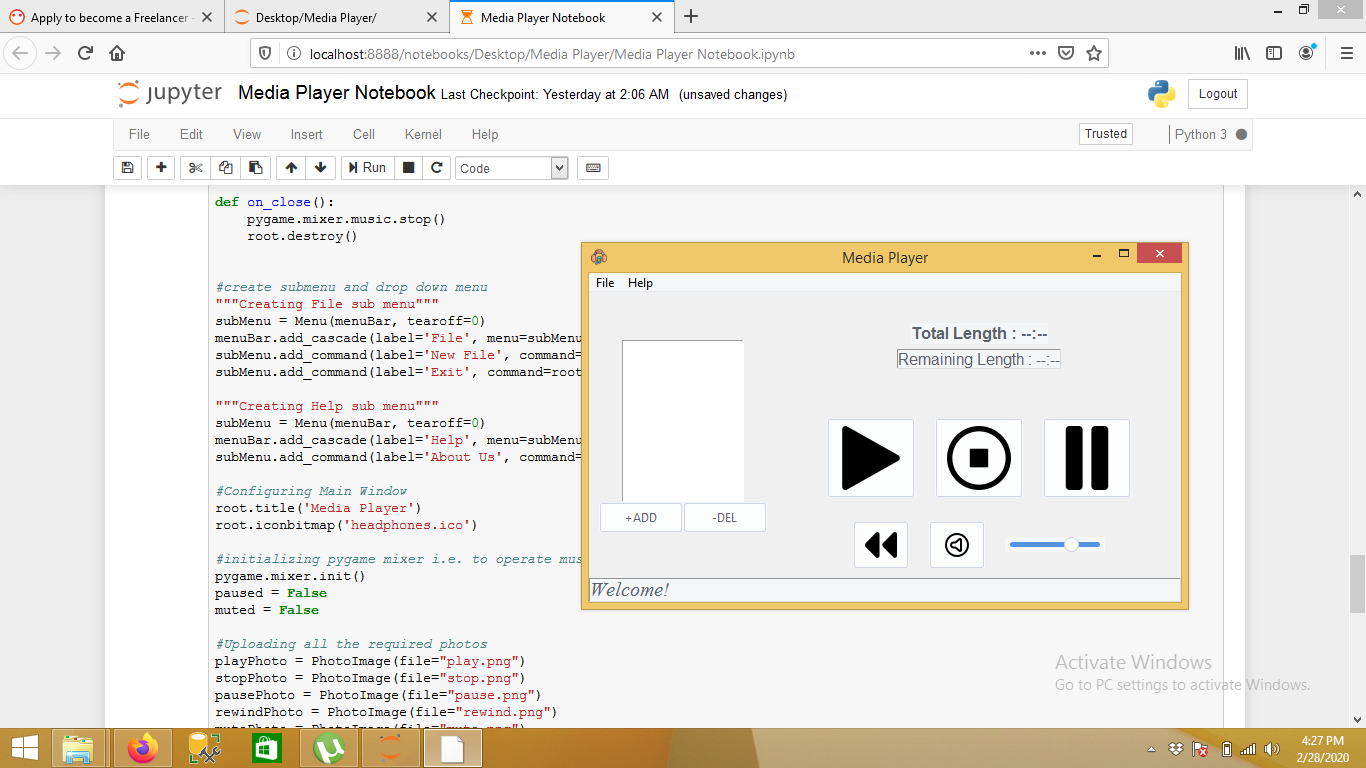 Apply to become a Freelancer
Desktop/Media Player/
Media Player Notebook
localhost:8888/notebooks/Desktop/Media Player/Media Player Notebook.ipynb
jupyter Media Player Notebook Last Checkpoint: Yesterday at 2:06 AM (unsaved changes)
Logout
File Edit View Insert Cell Kernel Help
Trusted
Python 3
Run
Code
def on_close():
    pygame.mixer.music.stop()
    root.destroy()
#create submenu and drop down menu
"""Creating File sub menu"""
subMenu = Menu(menuBar, tearoff=0)
menuBar.add_cascade(label='File', menu=subMenu
subMenu.add_command(label='New File', command=
subMenu.add_command(label='Exit', command=root
"""Creating Help sub menu"""
subMenu = Menu(menuBar, tearoff=0)
menuBar.add_cascade(label='Help', menu=subMenu
subMenu.add_command(label='About Us', command=
#Configuring Main Window
root.title('Media Player')
root.iconbitmap('headphones.ico')
#initializing pygame mixer i.e. to operate mus
pygame.mixer.init()
paused = False
muted = False
#Uploading all the required photos
playPhoto = PhotoImage(file="play.png")
stopPhoto = PhotoImage(file="stop.png")
pausePhoto = PhotoImage(file="pause.png")
rewindPhoto = PhotoImage(file="rewind.png")
Media Player
File Help
Total Length : --:--
Remaining Length : --:--
+ADD
-DEL
Welcome!
Activate Windows
Go to PC settings to activate Windows.
4:27 PM
2/28/2020